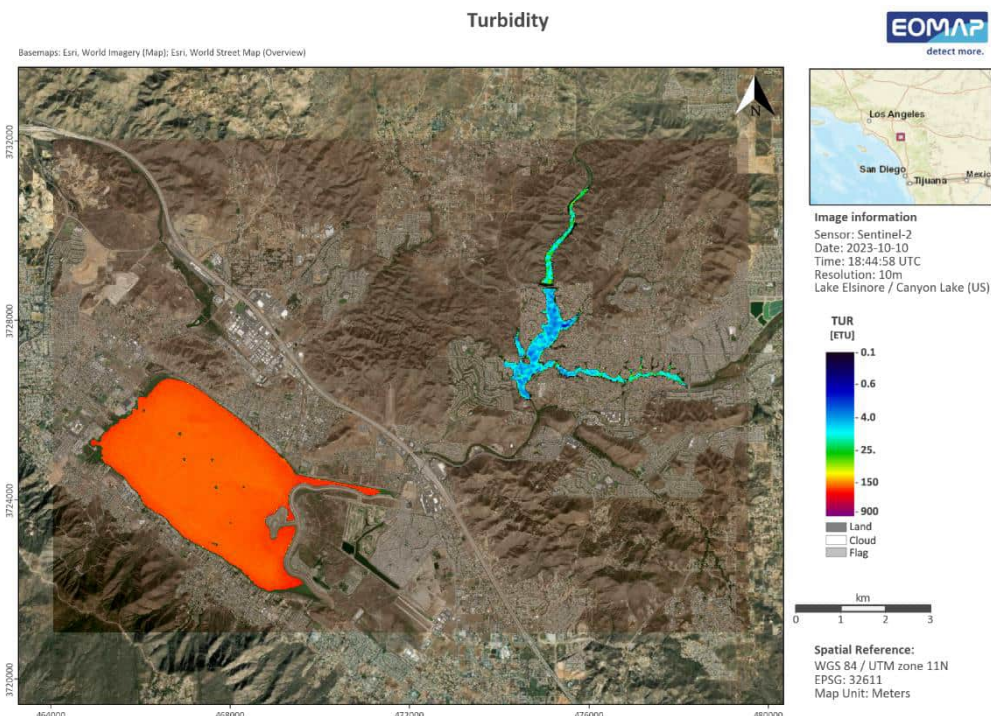 Turbidity
EOMAP
detect more.
Basemaps: Esri, World Imagery (Map); Esri, World Street Map (Overview)
N
3732000
3728000
3724000
3720000
464000
468000
472000
476000
480000
Los Angeles
San Diego
Tijuana
Mexic
Image information
Sensor: Sentinel-2
Date: 2023-10-10
Time: 18:44:58 UTC
Resolution: 10m
Lake Elsinore / Canyon Lake (US)
TUR
[ETU]
0.1
0.6
4.0
25.
150
900
Land
Cloud
Flag
km
0 1 2 3
Spatial Reference:
WGS 84 / UTM zone 11N
EPSG: 32611
Map Unit: Meters